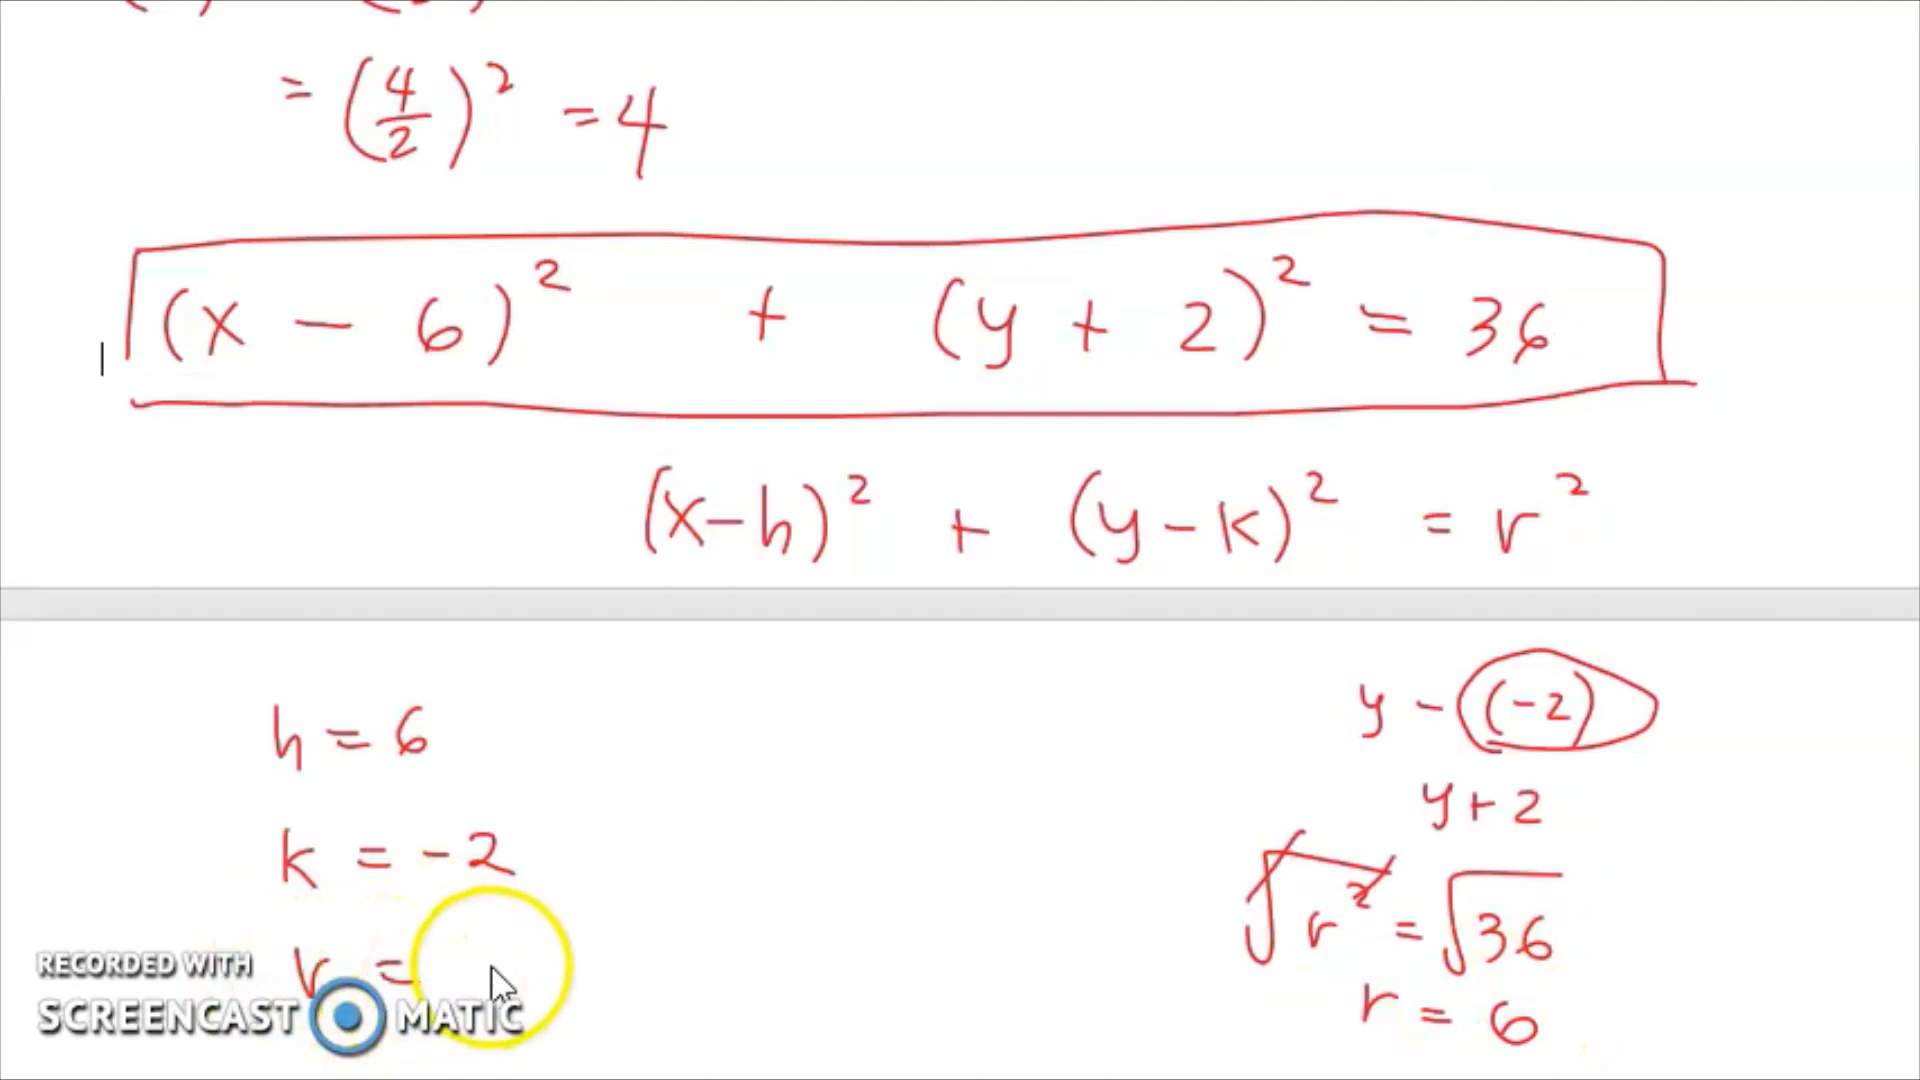 = (4/2)² = 4
(x - 6)² + (y + 2)² = 36
(x-h)² + (y-k)² = r²
h = 6
y - (-2)
y+2
k = -2
√r² = √36
r =
r = 6
RECORDED WITH
SCREENCAST MATIC